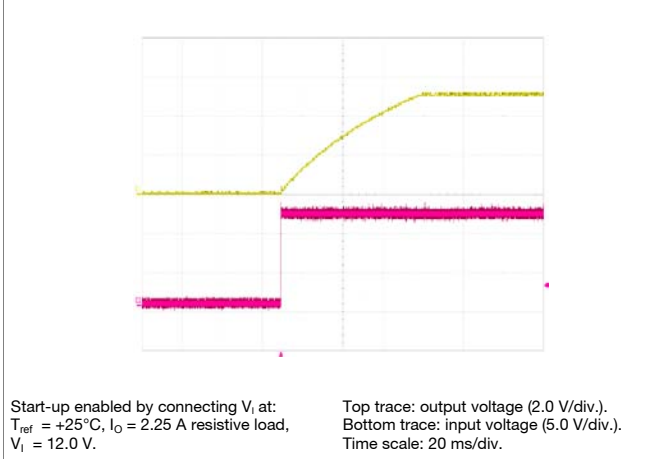 Start-up enabled by connecting VI at:
Tref = +25°C, IO = 2.25 A resistive load,
VI = 12.0 V.
Top trace: output voltage (2.0 V/div.).
Bottom trace: input voltage (5.0 V/div.).
Time scale: 20 ms/div.